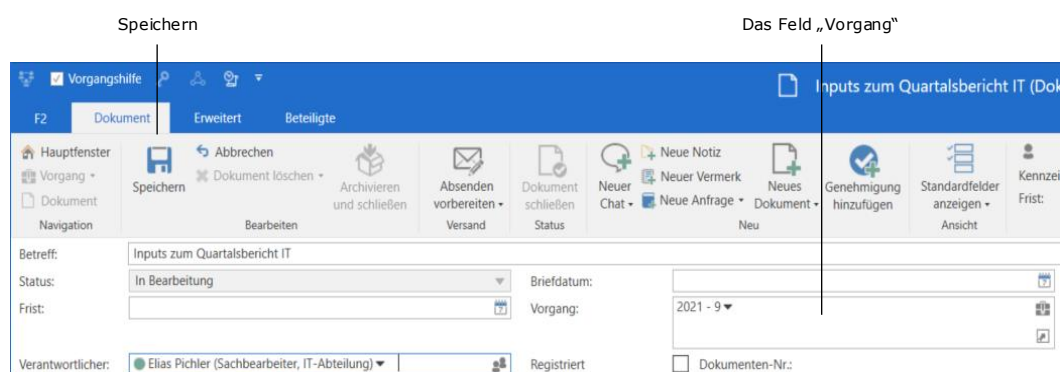 Speichern
Das Feld „Vorgang“
Vorgangshilfe
Inputs zum Quartalsbericht IT (Dok
F2 Dokument Erweitert Beteiligte
Hauptfenster
Vorgang
Dokument
Navigation
Speichern
Abbrechen
Dokument löschen
Archivieren
und schließen
Bearbeiten
Absenden
vorbereiten
Versand
Dokument
schließen
Status
Neuer
Chat
Neue Notiz
Neuer Vermerk
Neue Anfrage
Neues
Dokument
Neu
Genehmigung
hinzufügen
Standardfelder
anzeigen
Ansicht
Kennzei
Frist:
Betreff: Inputs zum Quartalsbericht IT
Status: In Bearbeitung Briefdatum:
Frist: Vorgang: 2021 - 9
Verantwortlicher: Elias Pichler (Sachbearbeiter, IT-Abteilung) Registriert Dokumenten-Nr.: